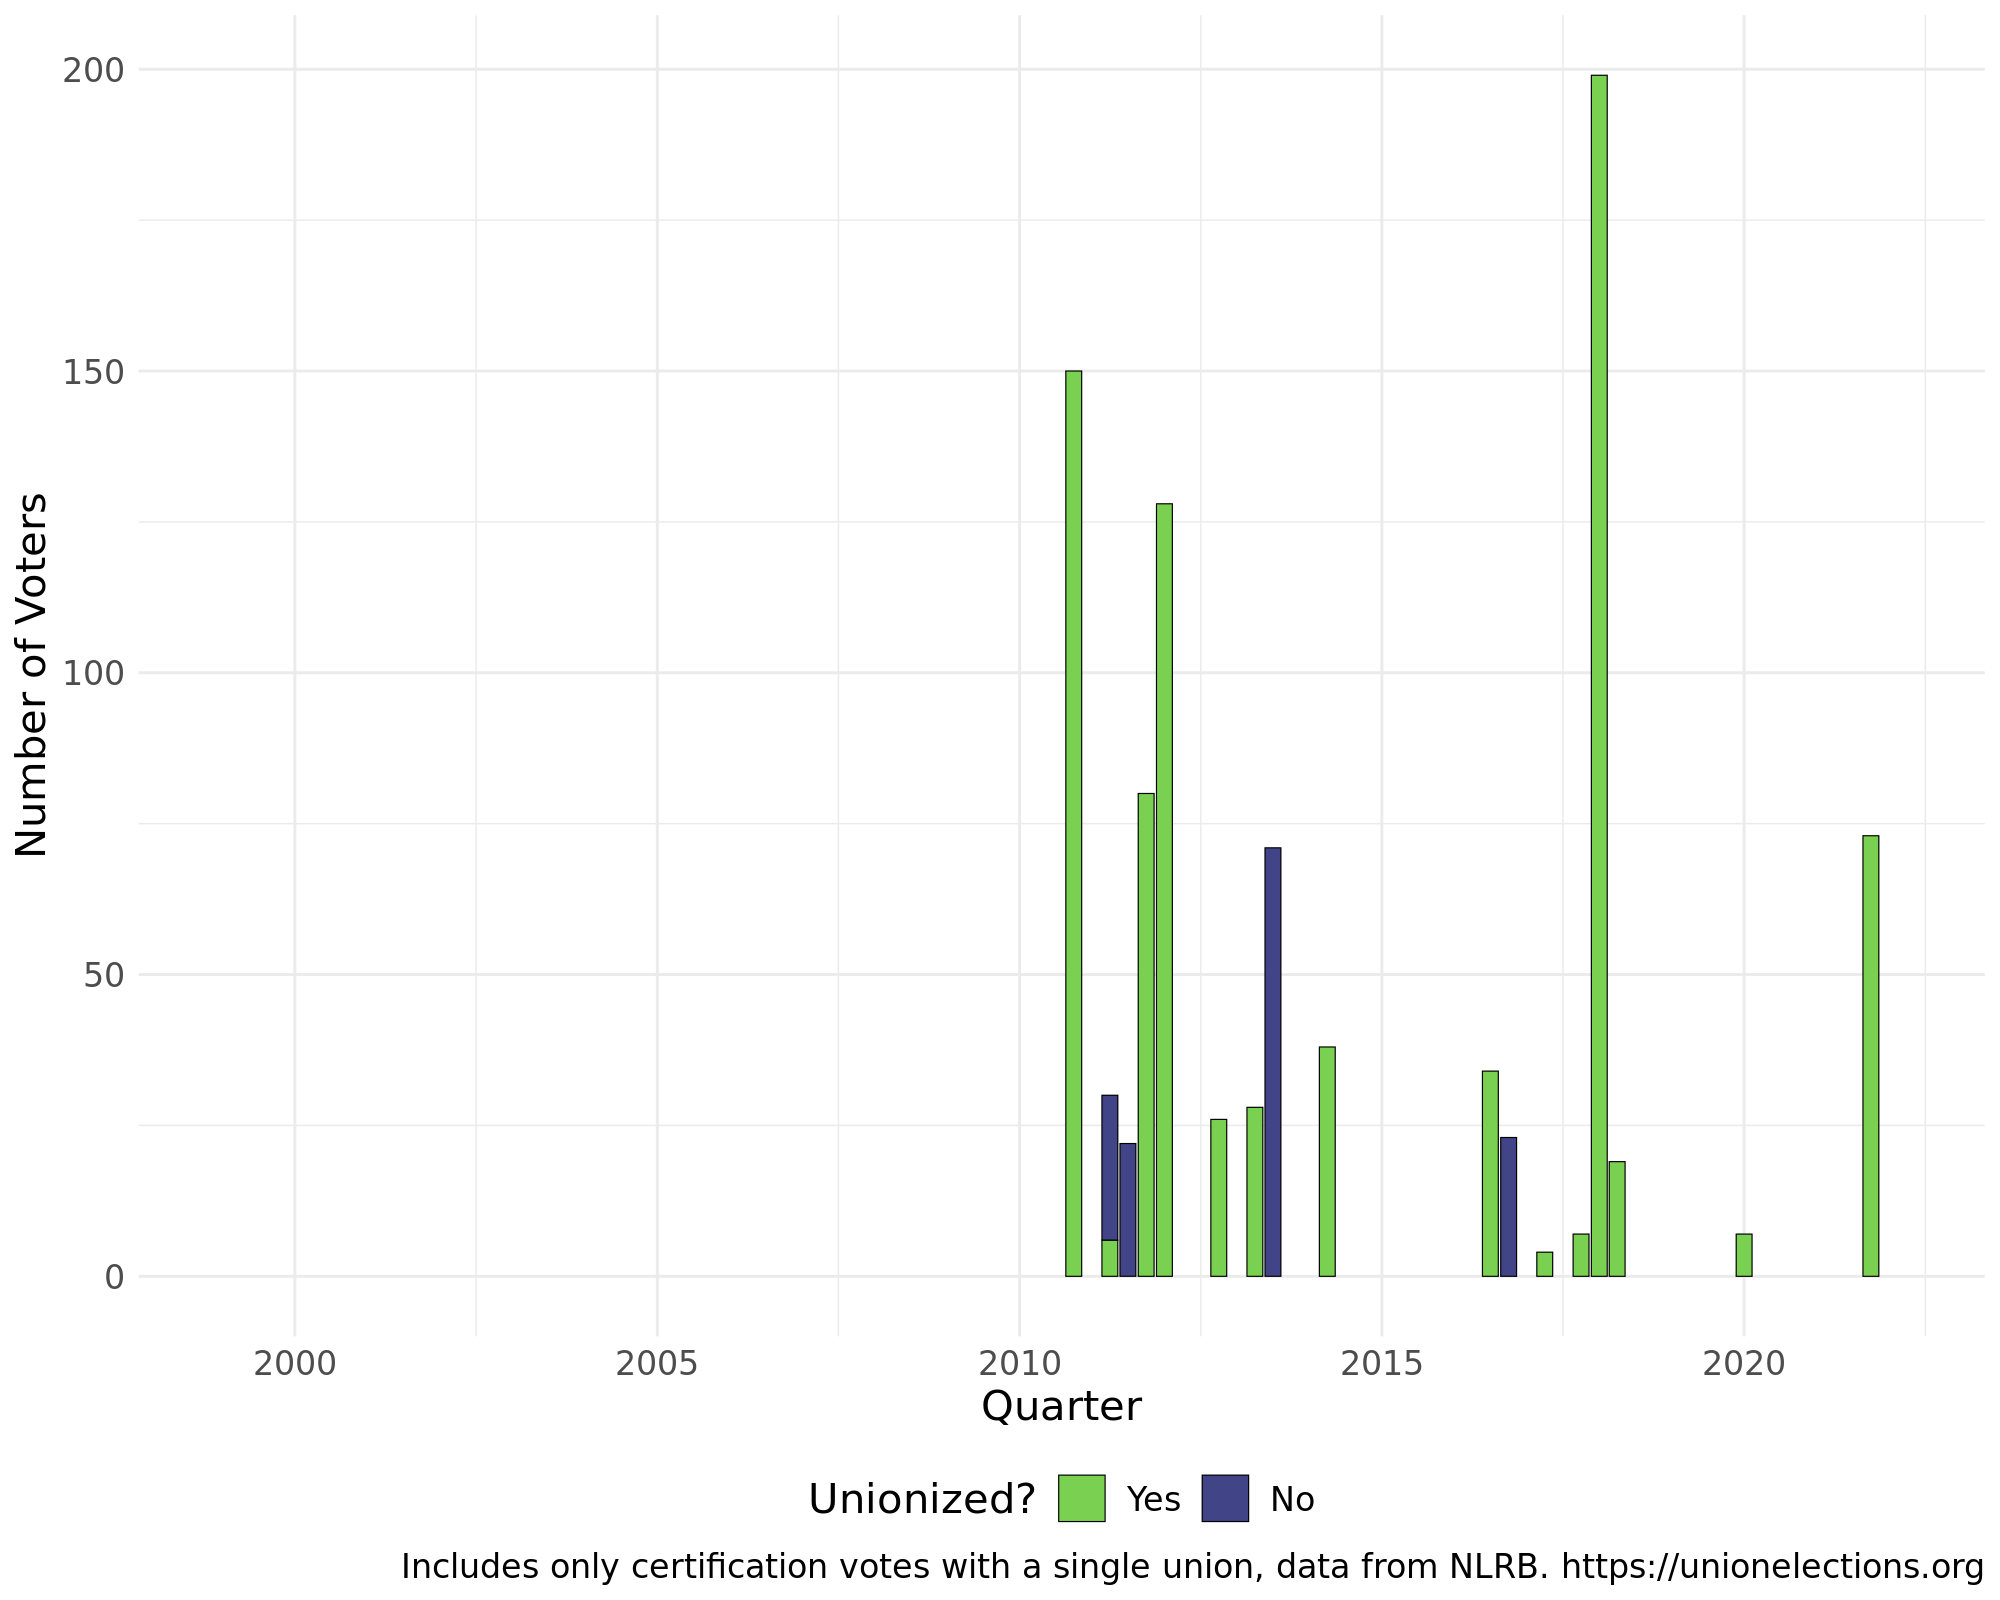 200
150
100
50
0
Number of Voters
2000 2005 2010 2015 2020
Quarter
Unionized? Yes No
Includes only certification votes with a single union, data from NLRB. https://unionelections.org